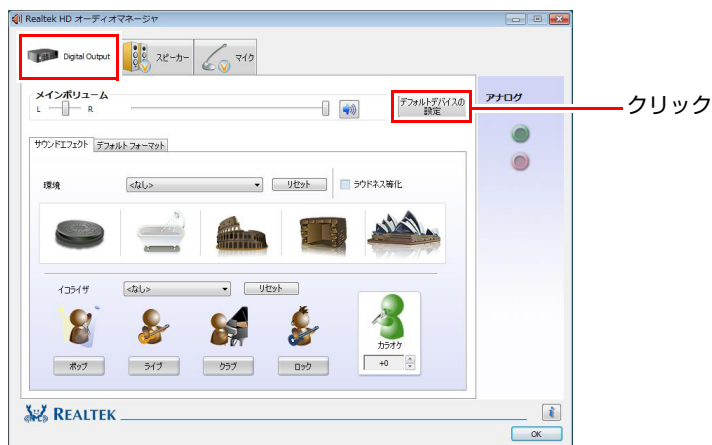 Realtek HD オーディオマネージャ
Digital Output
スピーカー
マイク
メインボリューム
L
R
デフォルトデバイスの
設定
クリック
アナログ
サウンドエフェクト
デフォルト フォーマット
環境
<なし>
リセット
ラウドネス等化
イコライザ
<なし>
リセット
ポップ
ライブ
クラブ
ロック
カラオケ
+0
REALTEK
i
OK